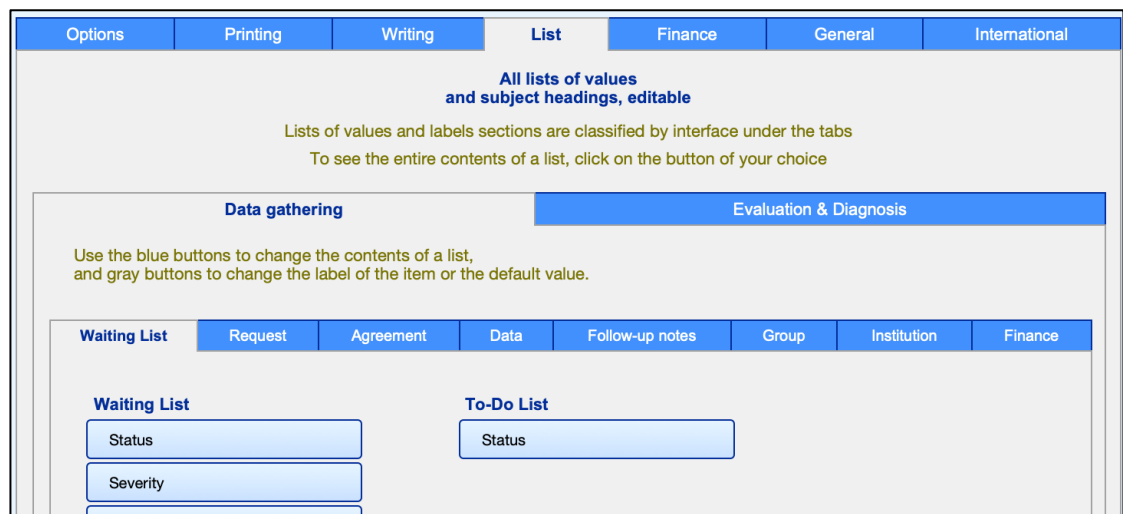 Options Printing Writing List Finance General International
All lists of values
and subject headings, editable
Lists of values and labels sections are classified by interface under the tabs
To see the entire contents of a list, click on the button of your choice
Data gathering Evaluation & Diagnosis
Use the blue buttons to change the contents of a list,
and gray buttons to change the label of the item or the default value.
Waiting List Request Agreement Data Follow-up notes Group Institution Finance
Waiting List To-Do List
Status Status
Severity